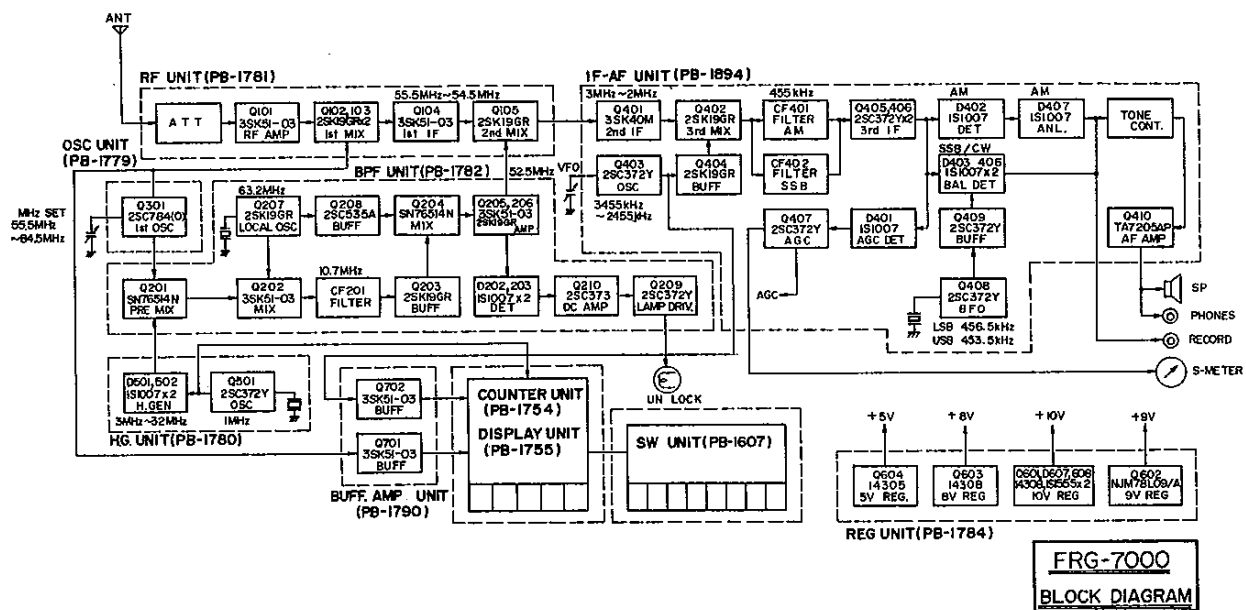 ANT
RF UNIT(PB-1781)
ATT
Q101
3SK51-03
RF AMP
Q102,103
2SK19GRx2
1st MIX
55.5MHz~54.5MHz
Q104
3SK51-03
1st IF
Q105
2SK19GR
2nd MIX
IF-AF UNIT(PB-1894)
3MHz~2MHz
Q401
3SK40M
2nd IF
Q402
2SK19GR
3rd MIX
455kHz
CF401
FILTER
AM
Q405,406
2SC372Yx2
3rd IF
AM
D402
1S1007
DET
AM
D407
1S1007
ANL.
TONE
CONT.
OSC UNIT
(PB-1779)
MHz SET
55.5MHz
~84.5MHz
Q301
2SC784(O)
1st OSC
BPF UNIT(PB-1782)
52.5MHz
63.2MHz
Q207
2SK19GR
LOCAL OSC
Q208
2SC535A
BUFF
Q204
SN76514N
MIX
Q205,206
3SK51-03
2SK19GR
AMP
VFO
Q403
2SC372Y
OSC
3455kHz
~2455kHz
Q404
2SK19GR
BUFF
CF402
FILTER
SSB
SSB/CW
D403,406
1S1007x2
BAL DET
Q407
2SC372Y
AGC
D401
1S1007
AGC DET
Q409
2SC372Y
BUFF
Q410
TA7205AP
AF AMP
Q201
SN76514N
PRE MIX
Q202
3SK51-03
MIX
10.7MHz
CF201
FILTER
Q203
2SK19GR
BUFF
D202,203
1S1007x2
DET
Q210
2SC373
DC AMP
Q209
2SC372Y
LAMP DRIV.
AGC
Q408
2SC372Y
BFO
LSB 456.5kHz
USB 453.5kHz
SP
PHONES
RECORD
S-METER
D501,502
1S1007x2
H.GEN
3MHz~32MHz
Q501
2SC372Y
OSC
1MHz
HG. UNIT(PB-1780)
Q702
3SK51-03
BUFF
Q701
3SK51-03
BUFF
BUFF. AMP UNIT
(PB-1790)
COUNTER UNIT
(PB-1754)
DISPLAY UNIT
(PB-1755)
UN LOCK
SW UNIT(PB-1607)
+5V
+8V
+10V
+9V
Q604
14305
5V REG.
Q603
14308
8V REG
D607,608
14308,1S1555x2
10V REG
Q602
NJM78L09/A
9V REG
REG UNIT(PB-1784)
FRG-7000
BLOCK DIAGRAM